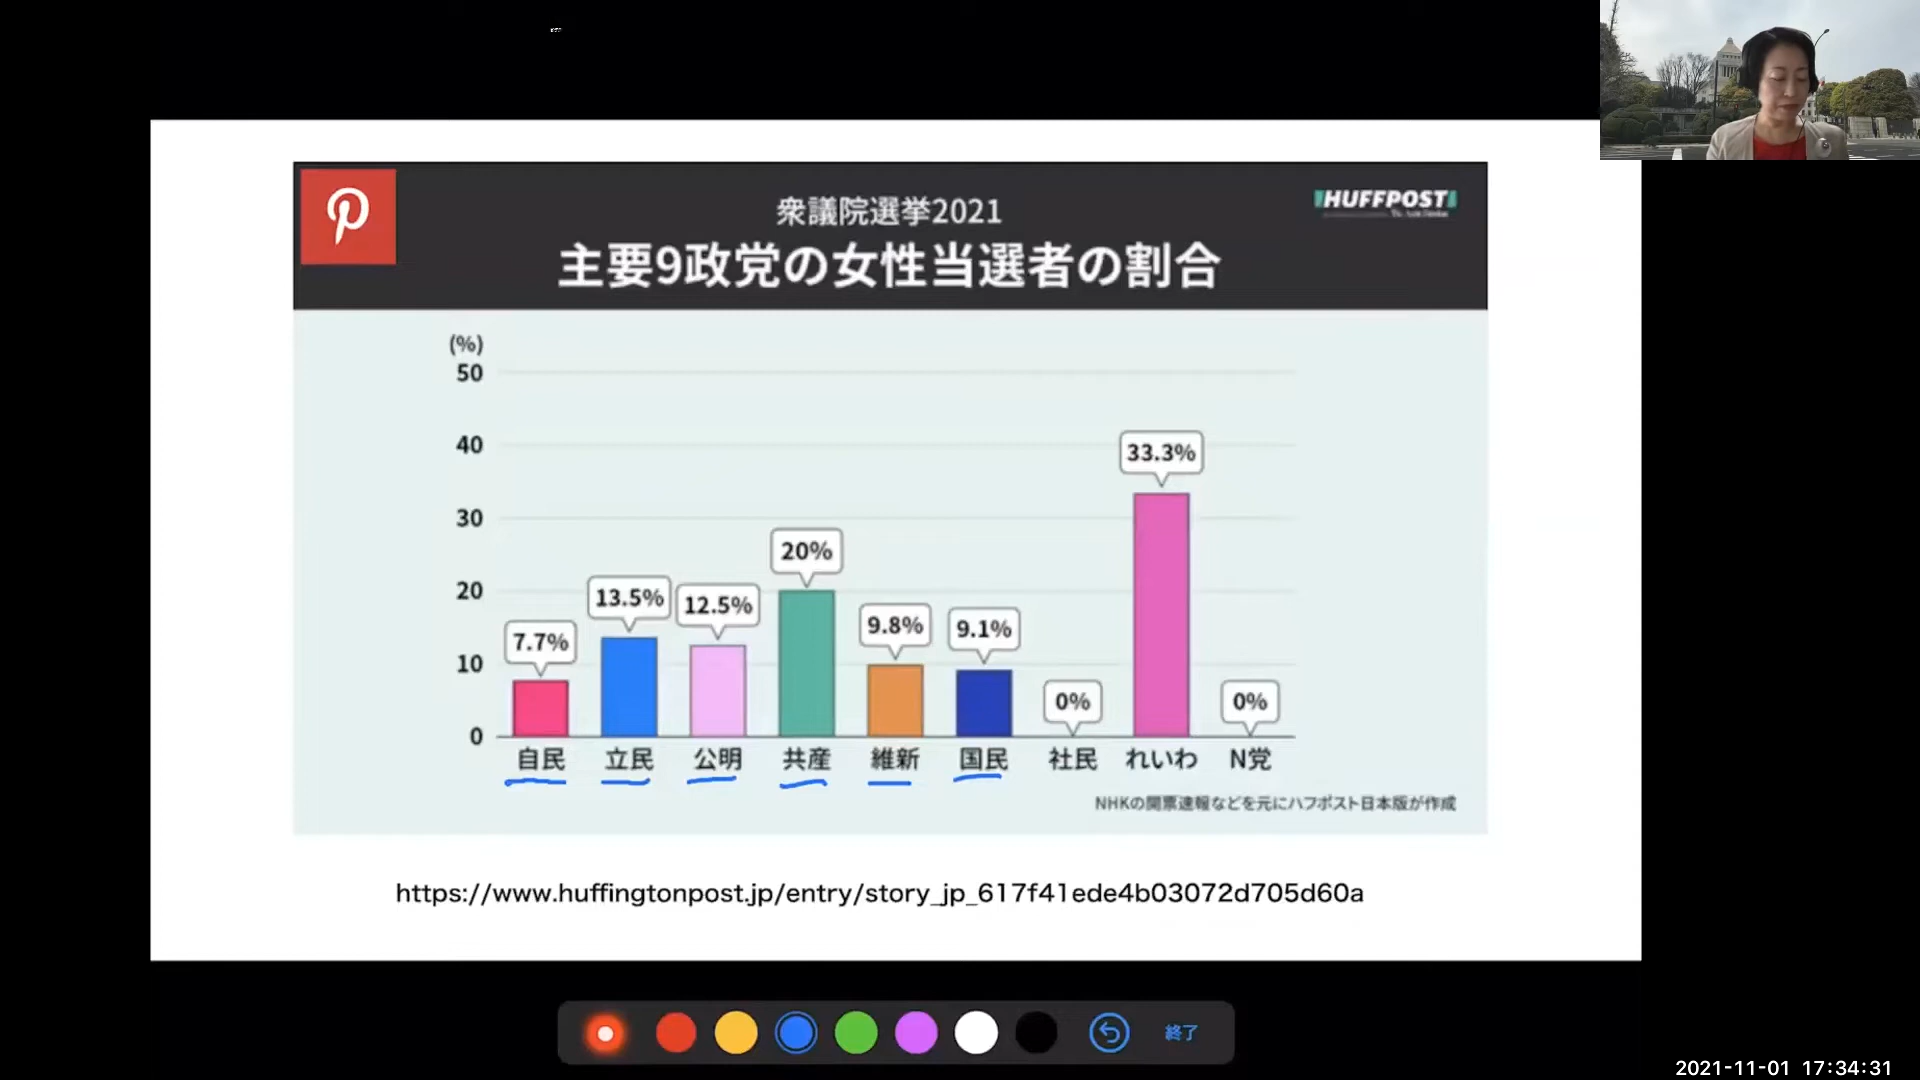 衆議院選挙2021
HUFFPOST
主要9政党の女性当選者の割合
(%)
50
40
30
20
10
0
7.7%
13.5%
12.5%
20%
9.8%
9.1%
0%
33.3%
0%
自民 立民 公明 共産 維新 国民 社民 れいわ N党
NHKの開票速報などを元にハフポスト日本版が作成
https://www.huffingtonpost.jp/entry/story_jp_617f41ede4b03072d705d60a
終了
2021-11-01 17:34:31